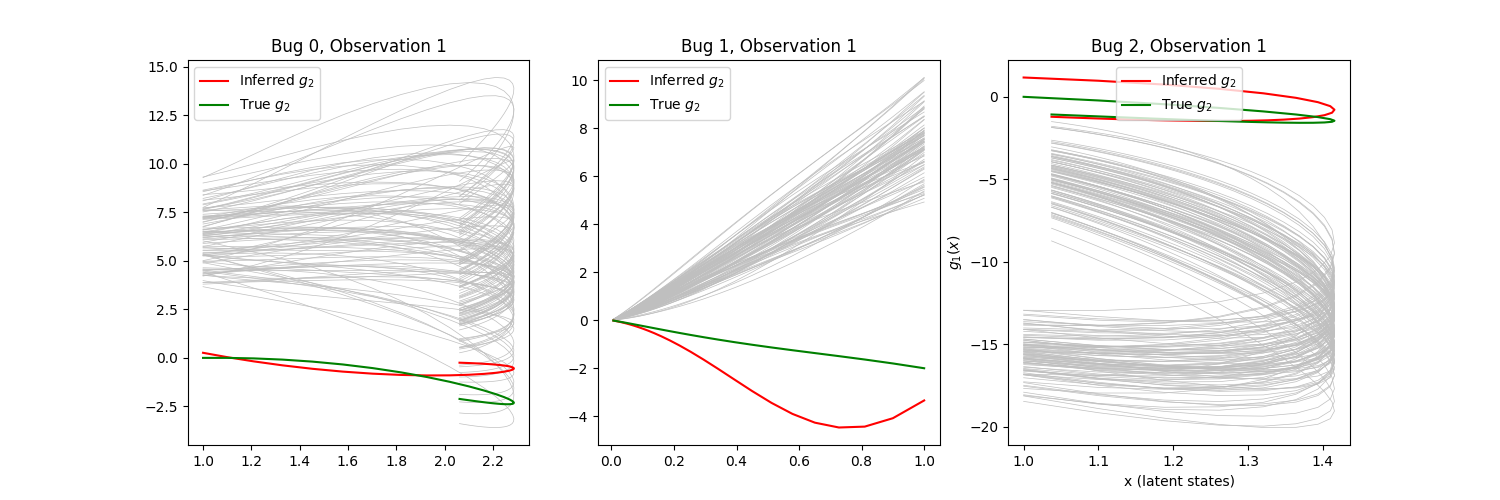 Bug 0, Observation 1
Inferred g₂
True g₂
15.0
12.5
10.0
7.5
5.0
2.5
0.0
−2.5
1.0 1.2 1.4 1.6 1.8 2.0 2.2
Bug 1, Observation 1
Inferred g₂
True g₂
10
8
6
4
2
0
−2
−4
0.0 0.2 0.4 0.6 0.8 1.0
Bug 2, Observation 1
Inferred g₂
True g₂
g₁(x)
0
−5
−10
−15
−20
1.0 1.1 1.2 1.3 1.4
x (latent states)